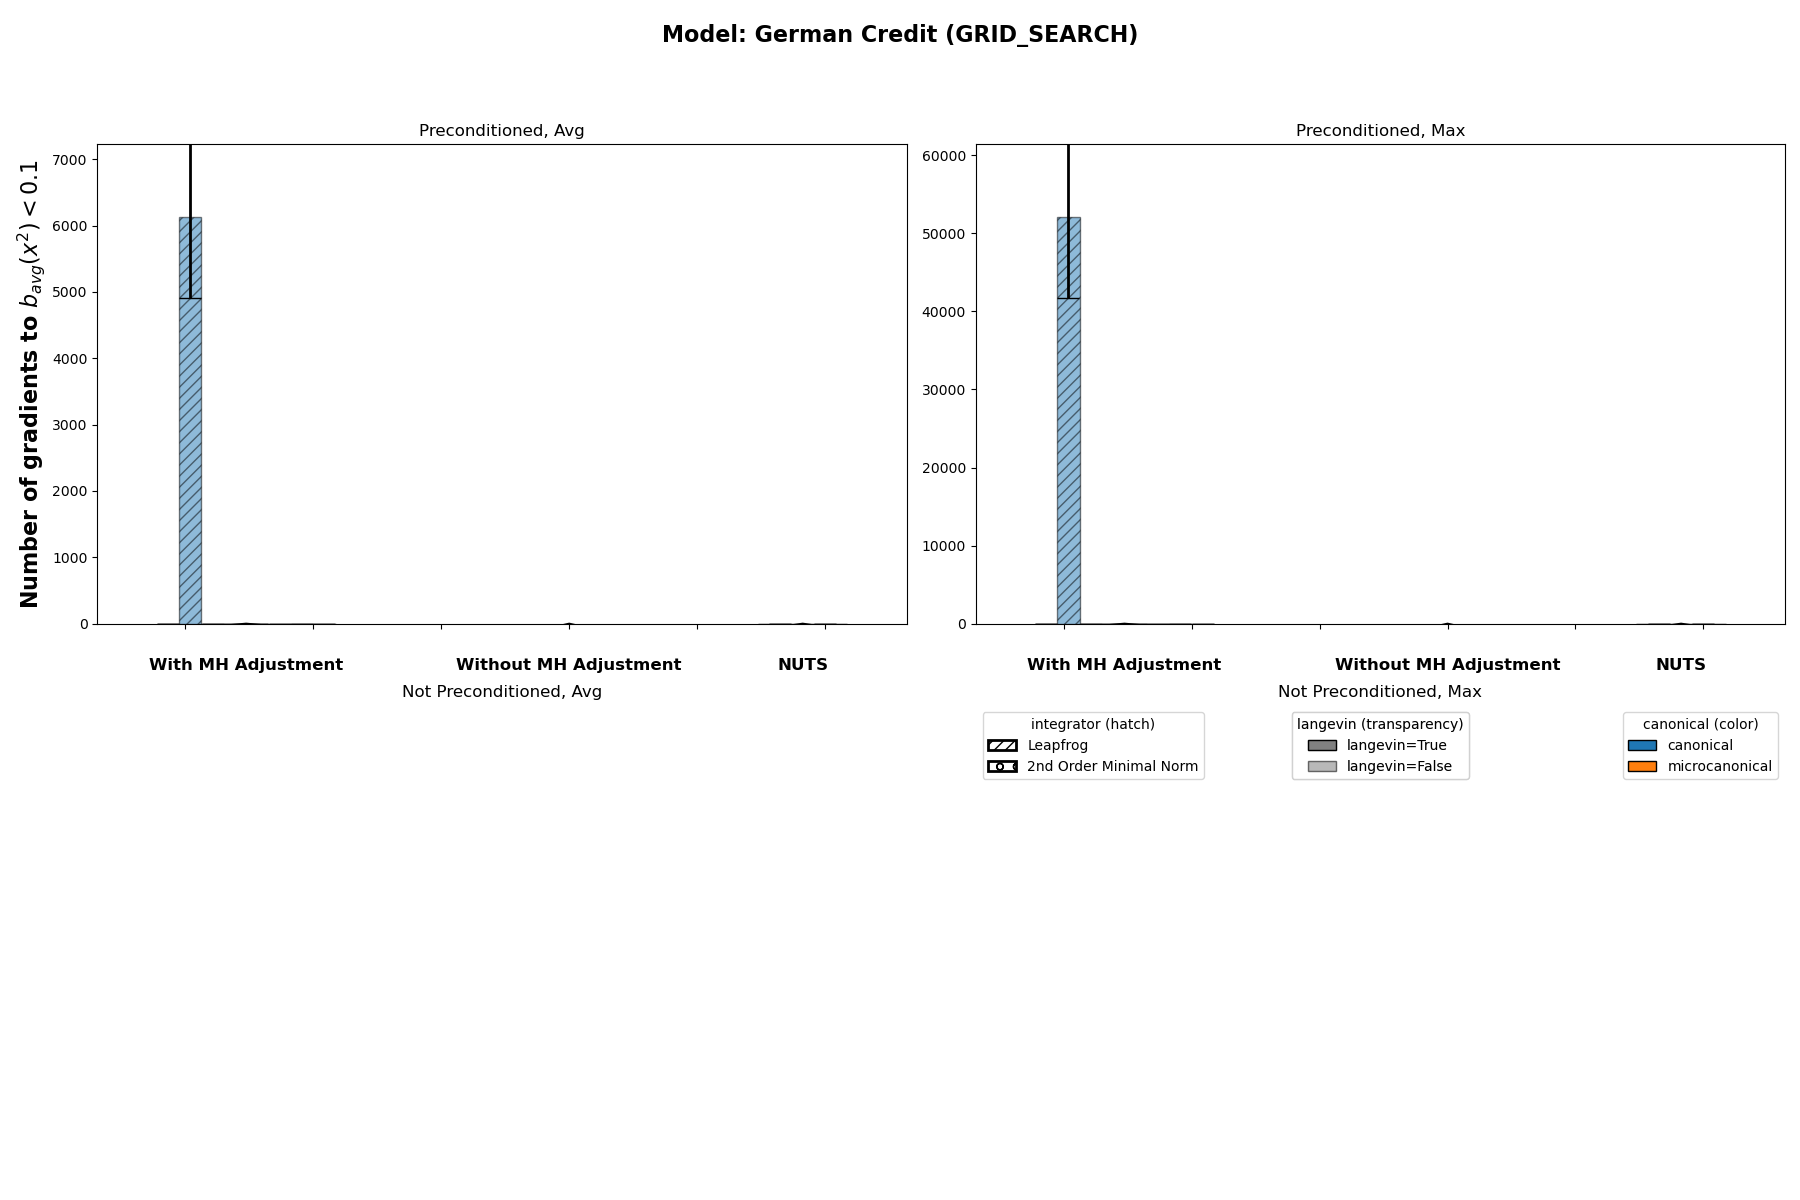 Model: German Credit (GRID_SEARCH)
Preconditioned, Avg
Number of gradients to b_avg(x²) < 0.1
7000
6000
5000
4000
3000
2000
1000
0
With MH Adjustment
Without MH Adjustment
NUTS
Preconditioned, Max
60000
50000
40000
30000
20000
10000
0
With MH Adjustment
Without MH Adjustment
NUTS
Not Preconditioned, Avg
Not Preconditioned, Max
integrator (hatch)
Leapfrog
2nd Order Minimal Norm
langevin (transparency)
langevin=True
langevin=False
canonical (color)
canonical
microcanonical